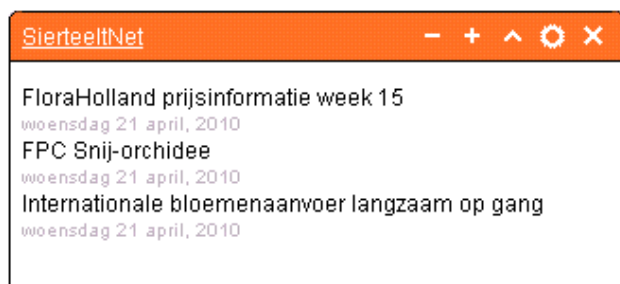 SierteeltNet
FloraHolland prijsinformatie week 15
woensdag 21 april, 2010
FPC Snij-orchidee
woensdag 21 april, 2010
Internationale bloemenaanvoer langzaam op gang
woensdag 21 april, 2010